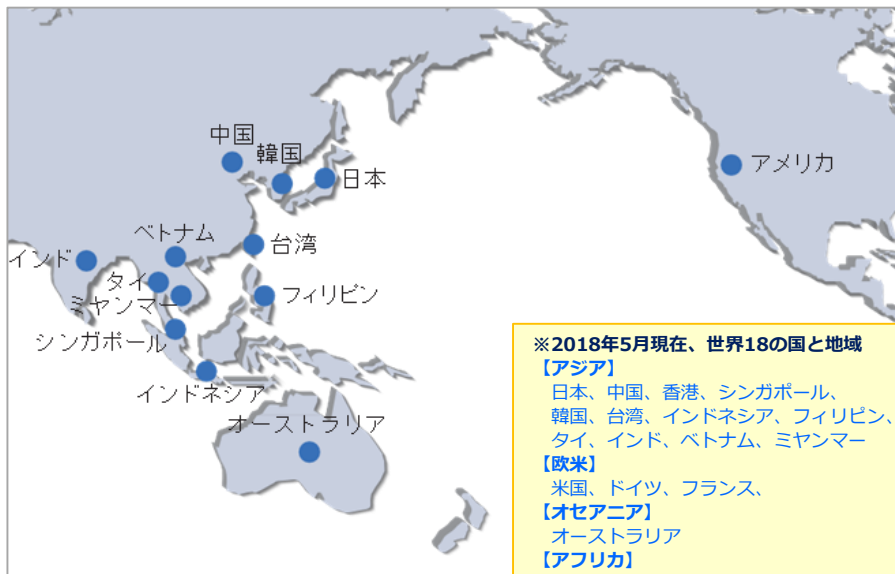 中国
韓国
日本
アメリカ
ベトナム
台湾
インド
タイ
ミャンマー
フィリピン
シンガポール
インドネシア
オーストラリア
※2018年5月現在、世界18の国と地域
【アジア】
日本、中国、香港、シンガポール、
韓国、台湾、インドネシア、フィリピン、
タイ、インド、ベトナム、ミャンマー
【欧米】
米国、ドイツ、フランス、
【オセアニア】
オーストラリア
【アフリカ】